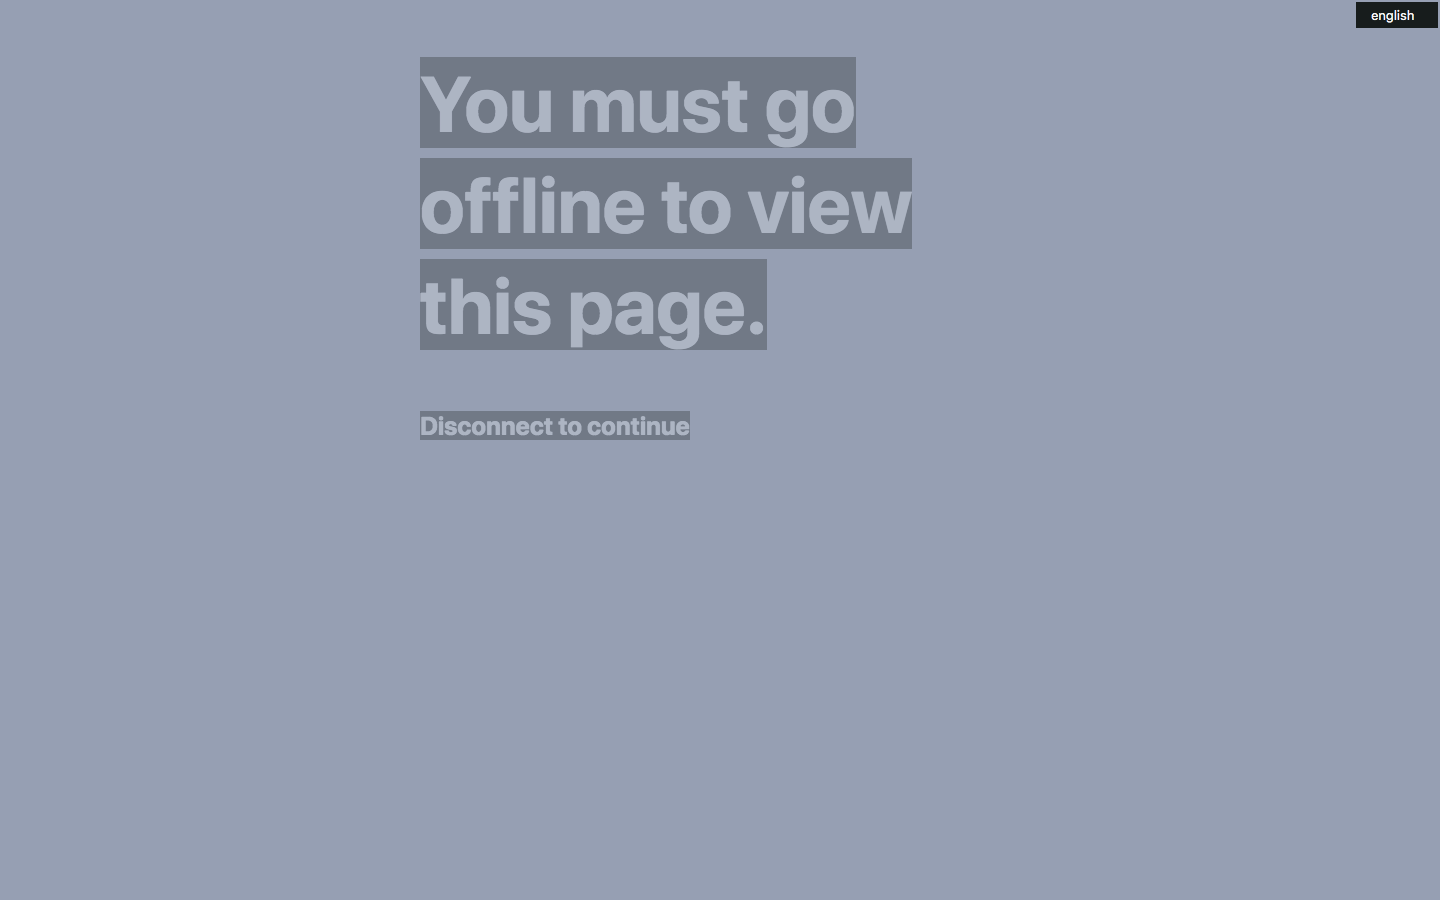 english
You must go
offline to view
this page.
Disconnect to continue